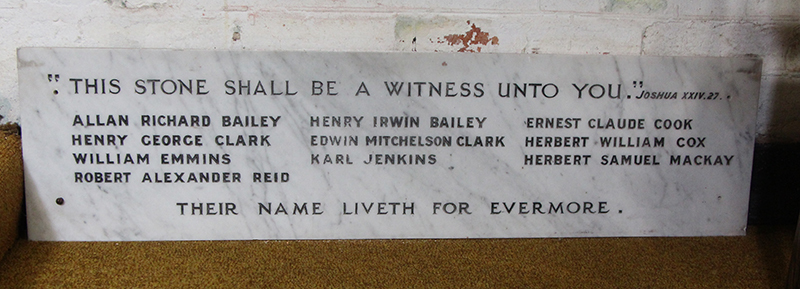 ". THIS STONE SHALL BE A WITNESS UNTO YOU." JOSHUA XXIV.27.
ALLAN RICHARD BAILEY HENRY IRWIN BAILEY ERNEST CLAUDE COOK
HENRY GEORGE CLARK EDWIN MITCHELSON CLARK HERBERT WILLIAM COX
WILLIAM EMMINS KARL JENKINS HERBERT SAMUEL MACKAY
ROBERT ALEXANDER REID
THEIR NAME LIVETH FOR EVERMORE.